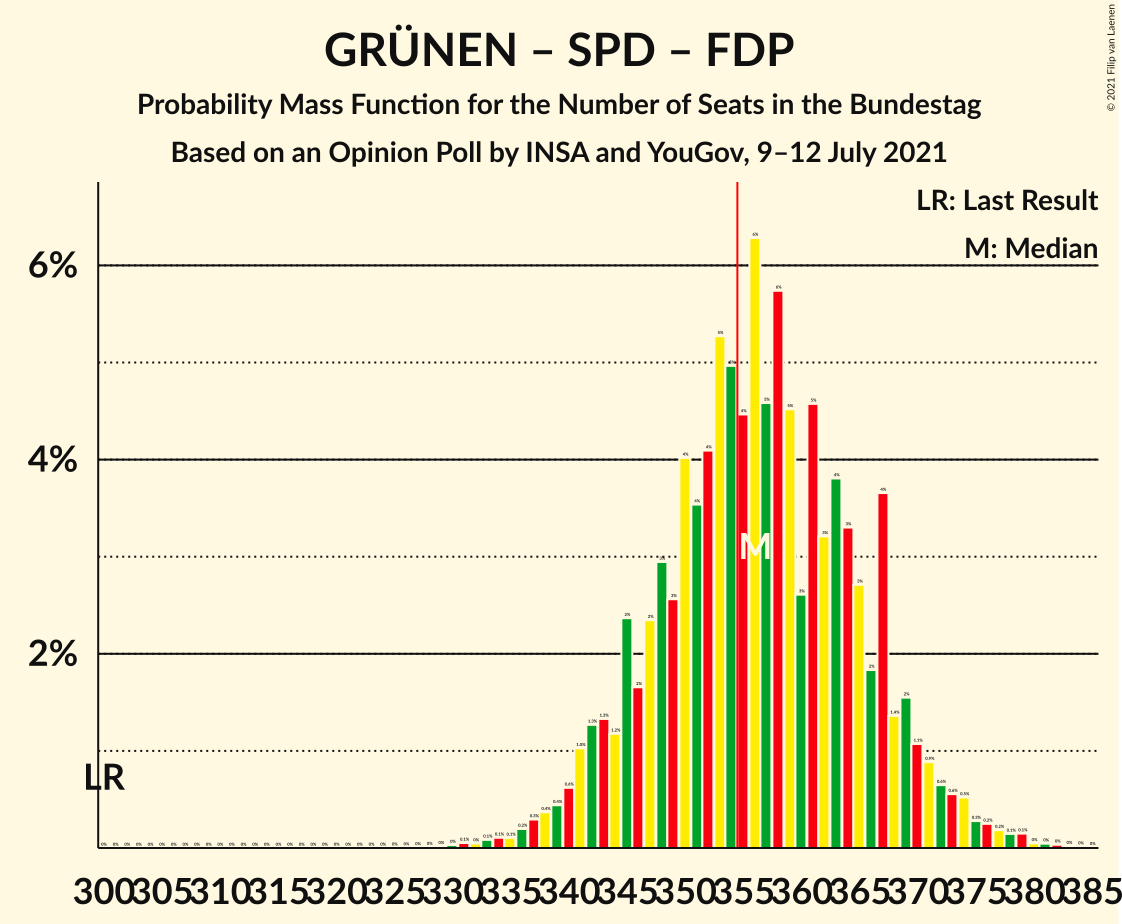 GRÜNEN – SPD – FDP
Probability Mass Function for the Number of Seats in the Bundestag
Based on an Opinion Poll by INSA and YouGov, 9–12 July 2021
© 2021 Filip van Laenen
LR: Last Result
M: Median
6%
4%
2%
LR
M
300 305 310 315 320 325 330 335 340 345 350 355 360 365 370 375 380 385